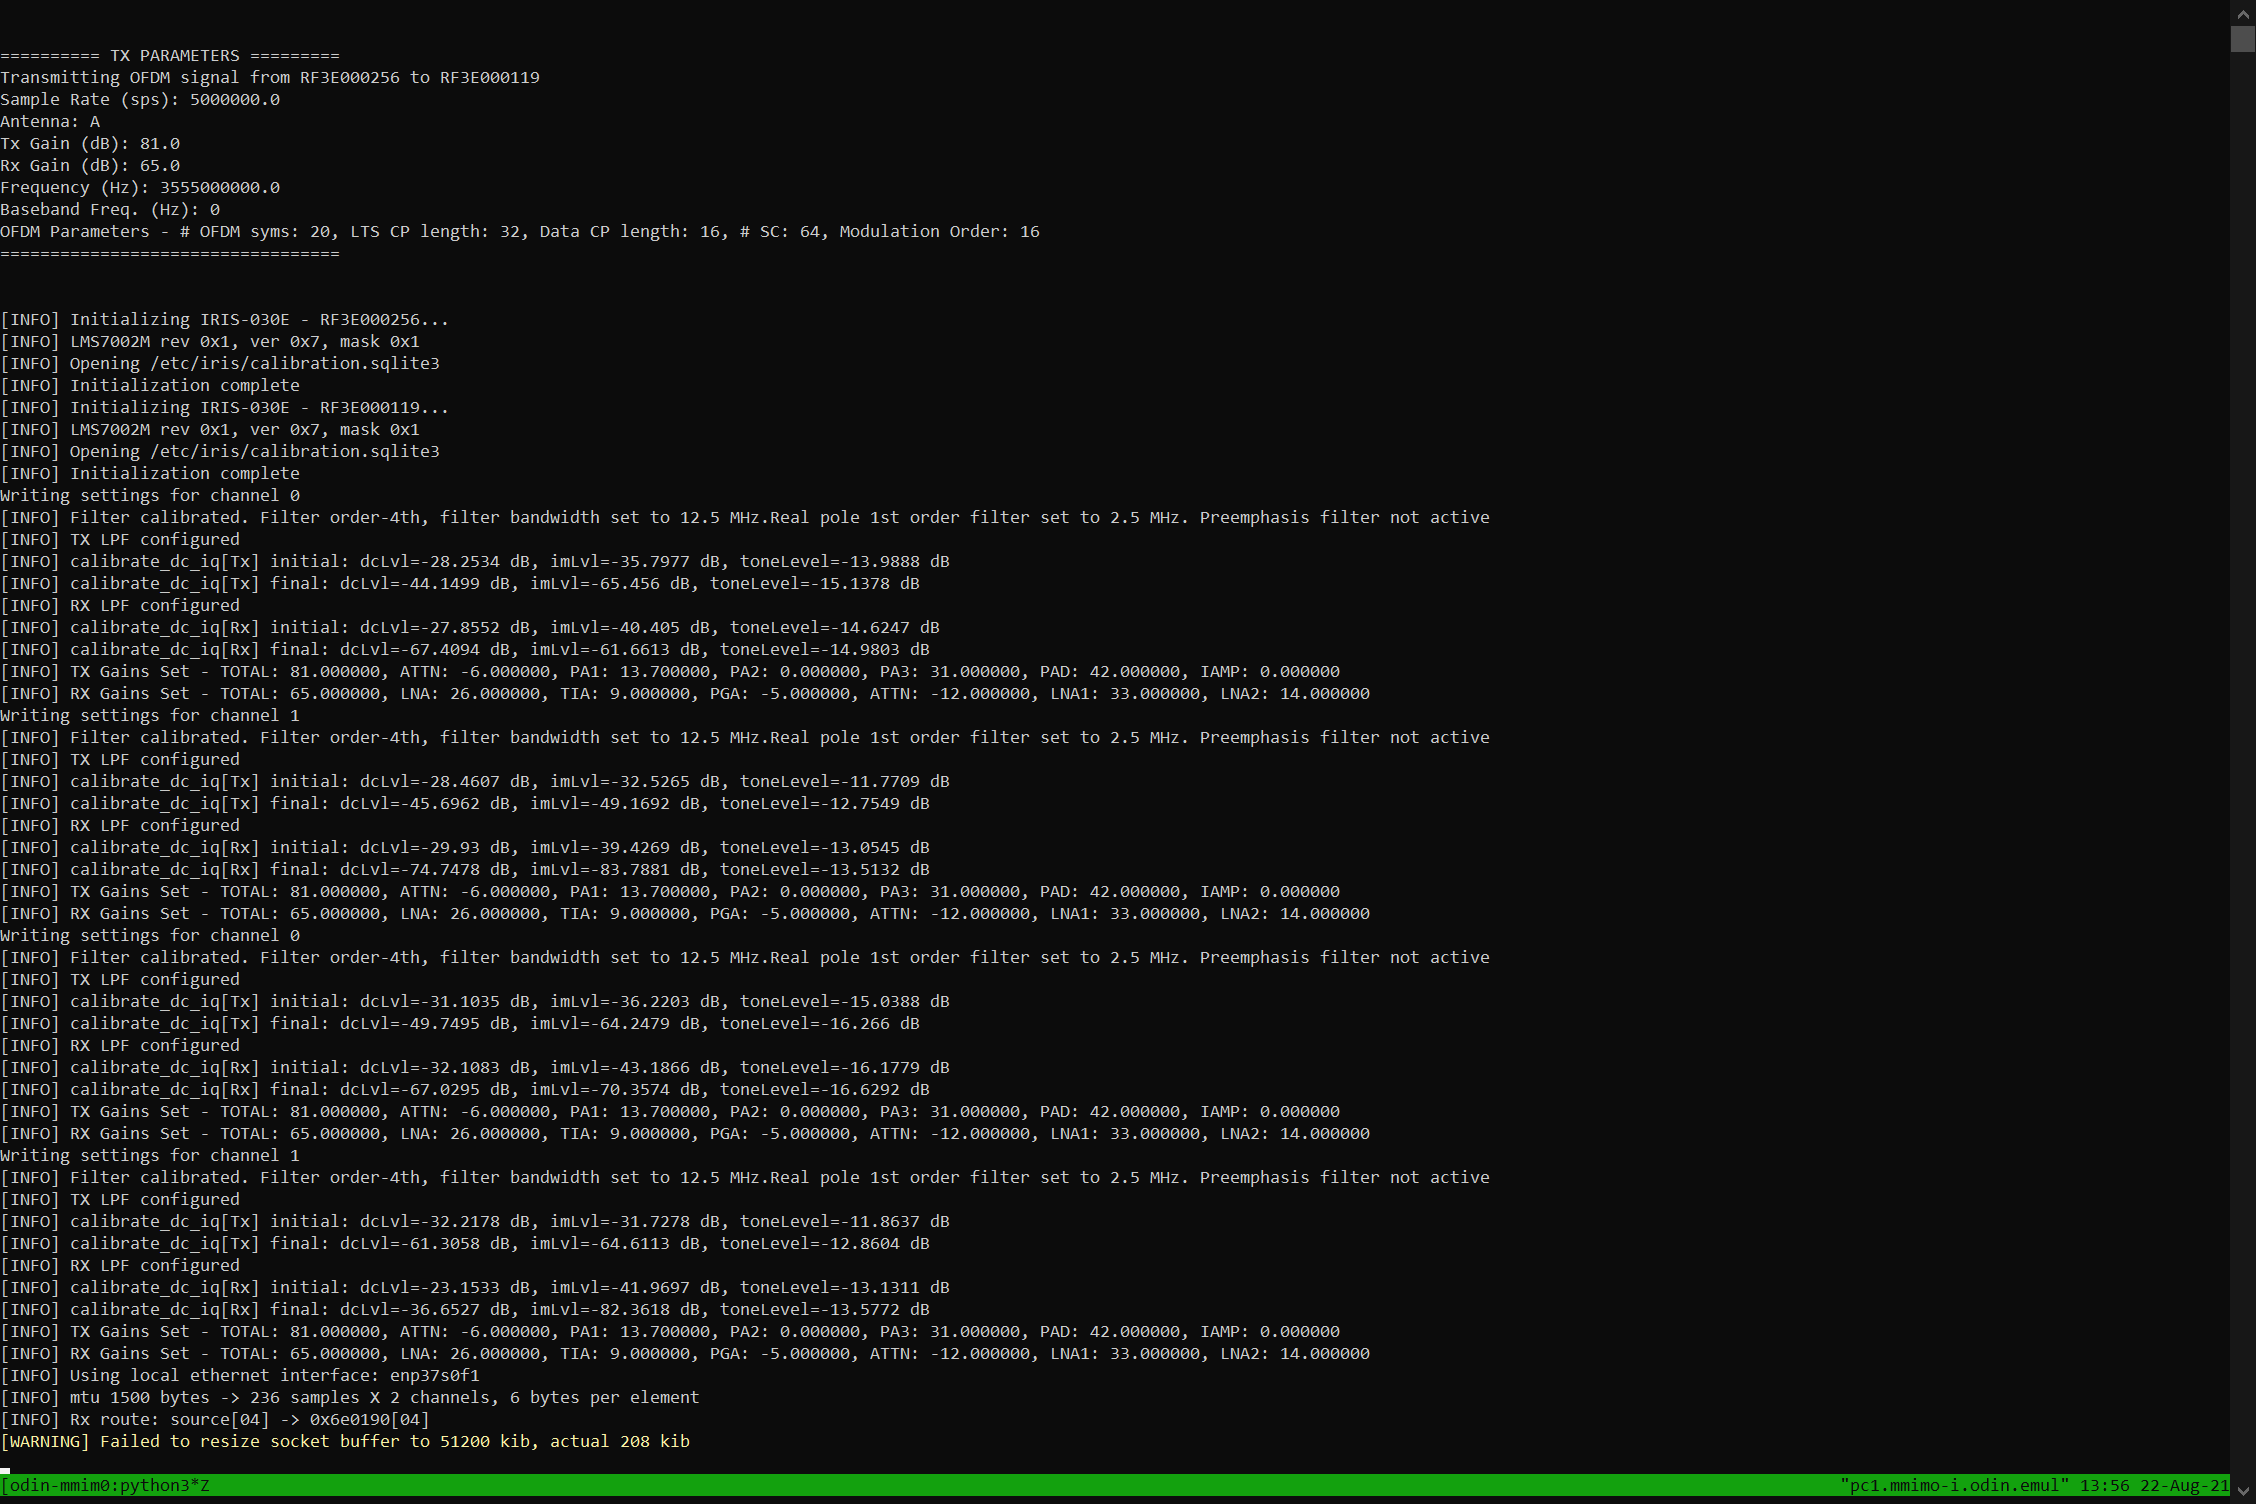 ========== TX PARAMETERS =========
Transmitting OFDM signal from RF3E000256 to RF3E000119
Sample Rate (sps): 5000000.0
Antenna: A
Tx Gain (dB): 81.0
Rx Gain (dB): 65.0
Frequency (Hz): 3555000000.0
Baseband Freq. (Hz): 0
OFDM Parameters - # OFDM syms: 20, LTS CP length: 32, Data CP length: 16, # SC: 64, Modulation Order: 16
==================================
[INFO] Initializing IRIS-030E - RF3E000256...
[INFO] LMS7002M rev 0x1, ver 0x7, mask 0x1
[INFO] Opening /etc/iris/calibration.sqlite3
[INFO] Initialization complete
[INFO] Initializing IRIS-030E - RF3E000119...
[INFO] LMS7002M rev 0x1, ver 0x7, mask 0x1
[INFO] Opening /etc/iris/calibration.sqlite3
[INFO] Initialization complete
Writing settings for channel 0
[INFO] Filter calibrated. Filter order-4th, filter bandwidth set to 12.5 MHz.Real pole 1st order filter set to 2.5 MHz. Preemphasis filter not active
[INFO] TX LPF configured
[INFO] calibrate_dc_iq[Tx] initial: dcLvl=-28.2534 dB, imLvl=-35.7977 dB, toneLevel=-13.9888 dB
[INFO] calibrate_dc_iq[Tx] final: dcLvl=-44.1499 dB, imLvl=-65.456 dB, toneLevel=-15.1378 dB
[INFO] RX LPF configured
[INFO] calibrate_dc_iq[Rx] initial: dcLvl=-27.8552 dB, imLvl=-40.405 dB, toneLevel=-14.6247 dB
[INFO] calibrate_dc_iq[Rx] final: dcLvl=-67.4094 dB, imLvl=-61.6613 dB, toneLevel=-14.9803 dB
[INFO] TX Gains Set - TOTAL: 81.000000, ATTN: -6.000000, PA1: 13.700000, PA2: 0.000000, PA3: 31.000000, PAD: 42.000000, IAMP: 0.000000
[INFO] RX Gains Set - TOTAL: 65.000000, LNA: 26.000000, TIA: 9.000000, PGA: -5.000000, ATTN: -12.000000, LNA1: 33.000000, LNA2: 14.000000
Writing settings for channel 1
[INFO] Filter calibrated. Filter order-4th, filter bandwidth set to 12.5 MHz.Real pole 1st order filter set to 2.5 MHz. Preemphasis filter not active
[INFO] TX LPF configured
[INFO] calibrate_dc_iq[Tx] initial: dcLvl=-28.4607 dB, imLvl=-32.5265 dB, toneLevel=-11.7709 dB
[INFO] calibrate_dc_iq[Tx] final: dcLvl=-45.6962 dB, imLvl=-49.1692 dB, toneLevel=-12.7549 dB
[INFO] RX LPF configured
[INFO] calibrate_dc_iq[Rx] initial: dcLvl=-29.93 dB, imLvl=-39.4269 dB, toneLevel=-13.0545 dB
[INFO] calibrate_dc_iq[Rx] final: dcLvl=-74.7478 dB, imLvl=-83.7881 dB, toneLevel=-13.5132 dB
[INFO] TX Gains Set - TOTAL: 81.000000, ATTN: -6.000000, PA1: 13.700000, PA2: 0.000000, PA3: 31.000000, PAD: 42.000000, IAMP: 0.000000
[INFO] RX Gains Set - TOTAL: 65.000000, LNA: 26.000000, TIA: 9.000000, PGA: -5.000000, ATTN: -12.000000, LNA1: 33.000000, LNA2: 14.000000
Writing settings for channel 0
[INFO] Filter calibrated. Filter order-4th, filter bandwidth set to 12.5 MHz.Real pole 1st order filter set to 2.5 MHz. Preemphasis filter not active
[INFO] TX LPF configured
[INFO] calibrate_dc_iq[Tx] initial: dcLvl=-31.1035 dB, imLvl=-36.2203 dB, toneLevel=-15.0388 dB
[INFO] calibrate_dc_iq[Tx] final: dcLvl=-49.7495 dB, imLvl=-64.2479 dB, toneLevel=-16.266 dB
[INFO] RX LPF configured
[INFO] calibrate_dc_iq[Rx] initial: dcLvl=-32.1083 dB, imLvl=-43.1866 dB, toneLevel=-16.1779 dB
[INFO] calibrate_dc_iq[Rx] final: dcLvl=-67.0295 dB, imLvl=-70.3574 dB, toneLevel=-16.6292 dB
[INFO] TX Gains Set - TOTAL: 81.000000, ATTN: -6.000000, PA1: 13.700000, PA2: 0.000000, PA3: 31.000000, PAD: 42.000000, IAMP: 0.000000
[INFO] RX Gains Set - TOTAL: 65.000000, LNA: 26.000000, TIA: 9.000000, PGA: -5.000000, ATTN: -12.000000, LNA1: 33.000000, LNA2: 14.000000
Writing settings for channel 1
[INFO] Filter calibrated. Filter order-4th, filter bandwidth set to 12.5 MHz.Real pole 1st order filter set to 2.5 MHz. Preemphasis filter not active
[INFO] TX LPF configured
[INFO] calibrate_dc_iq[Tx] initial: dcLvl=-32.2178 dB, imLvl=-31.7278 dB, toneLevel=-11.8637 dB
[INFO] calibrate_dc_iq[Tx] final: dcLvl=-61.3058 dB, imLvl=-64.6113 dB, toneLevel=-12.8604 dB
[INFO] RX LPF configured
[INFO] calibrate_dc_iq[Rx] initial: dcLvl=-23.1533 dB, imLvl=-41.9697 dB, toneLevel=-13.1311 dB
[INFO] calibrate_dc_iq[Rx] final: dcLvl=-36.6527 dB, imLvl=-82.3618 dB, toneLevel=-13.5772 dB
[INFO] TX Gains Set - TOTAL: 81.000000, ATTN: -6.000000, PA1: 13.700000, PA2: 0.000000, PA3: 31.000000, PAD: 42.000000, IAMP: 0.000000
[INFO] RX Gains Set - TOTAL: 65.000000, LNA: 26.000000, TIA: 9.000000, PGA: -5.000000, ATTN: -12.000000, LNA1: 33.000000, LNA2: 14.000000
[INFO] Using local ethernet interface: enp37s0f1
[INFO] mtu 1500 bytes -> 236 samples X 2 channels, 6 bytes per element
[INFO] Rx route: source[04] -> 0x6e0190[04]
[WARNING] Failed to resize socket buffer to 51200 kib, actual 208 kib
[odin-mmim0:python3*Z "pc1.mmimo-i.odin.emul" 13:56 22-Aug-21